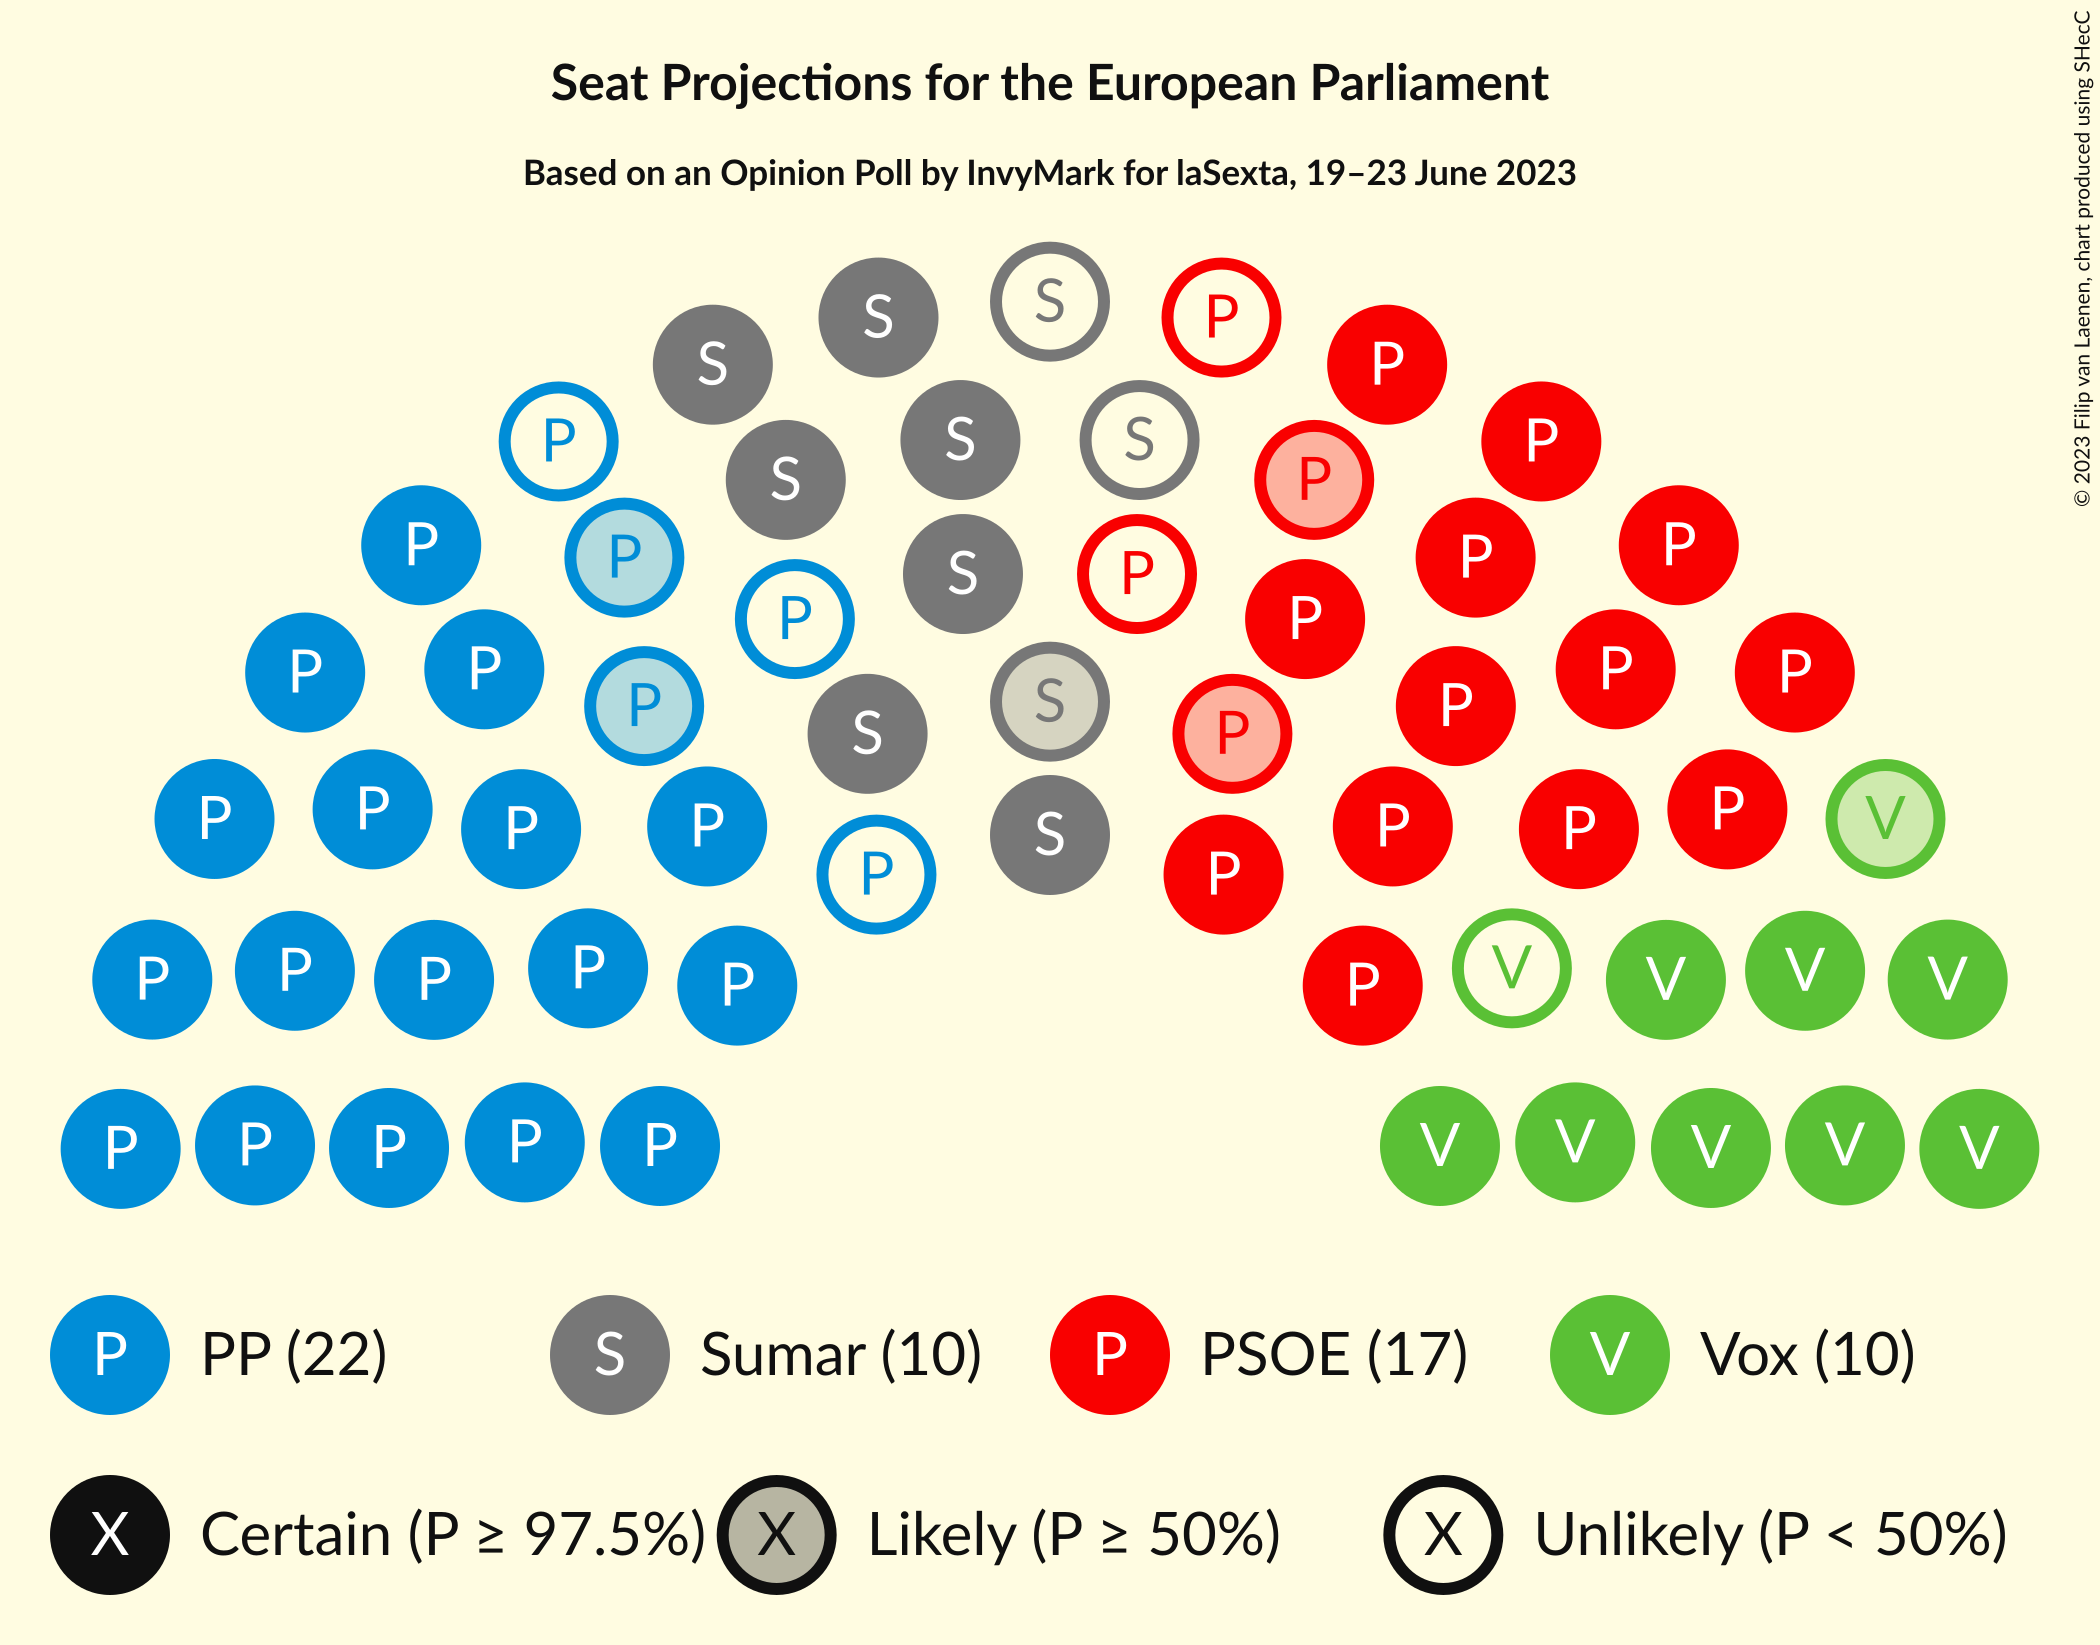 Seat Projections for the European Parliament
Based on an Opinion Poll by InvyMark for laSexta, 19–23 June 2023
© 2023 Filip van Laenen, chart produced using SHecC
S
S S P
S P
P S P
S S P
P P
P P P
S P
P P P
P P P
P S P
P S P
P P V
P P P P
P S P
P P V V
P P V V
P P V
P P P P P V V V V V
P PP (22) S Sumar (10) P PSOE (17) V Vox (10)
X Certain (P ≥ 97.5%) X Likely (P ≥ 50%) X Unlikely (P < 50%)